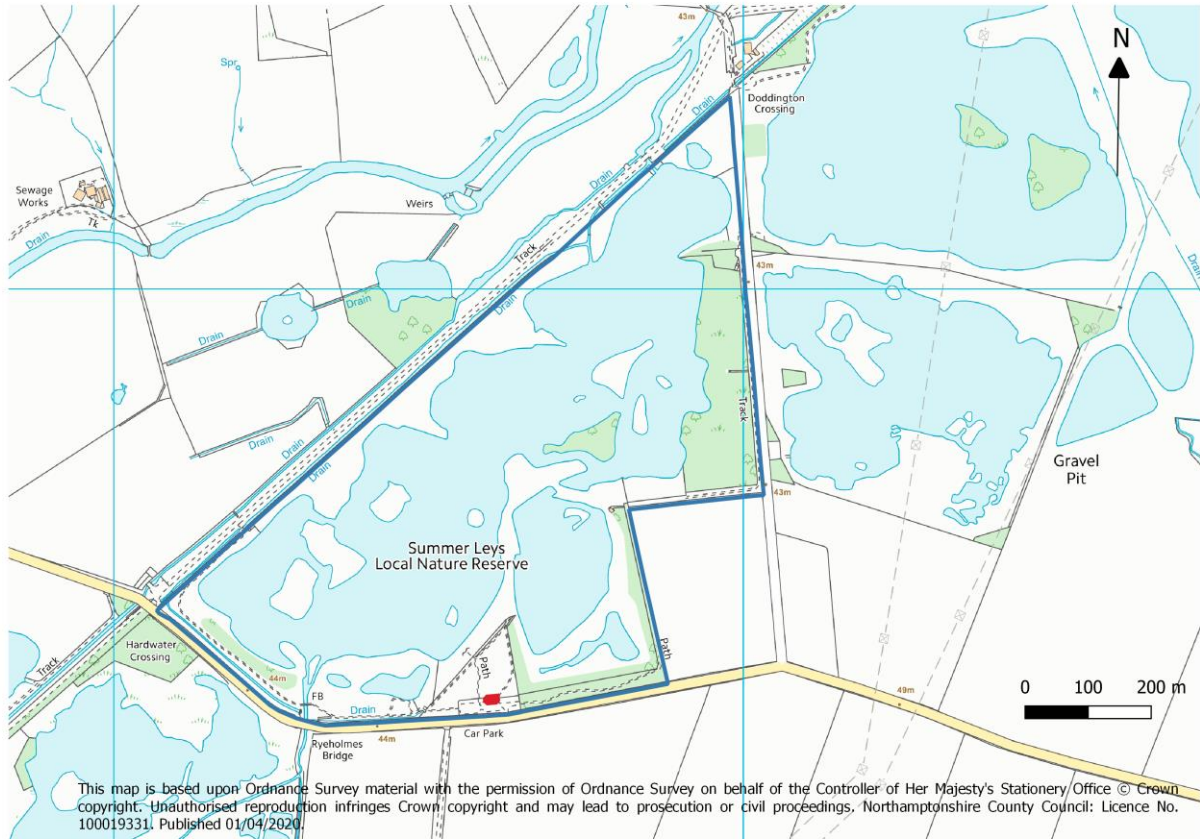 43m
N
Spr
Drain
Doddington
Crossing
Sewage
Works
Tk
Drain
Weirs
Drain
Track
Drain
43m
Drain
Drain
Drain
Drain
Drain
Drain
Track
Gravel
Pit
43m
Summer Leys
Local Nature Reserve
Hardwater
Crossing
Track
44m
Path
Path
FB
Drain
Car Park
49m
0 100 200 m
Ryeholmes
Bridge
44m
This map is based upon Ordnance Survey material with the permission of Ordnance Survey on behalf of the Controller of Her Majesty's Stationery Office © Crown
copyright. Unauthorised reproduction infringes Crown copyright and may lead to prosecution or civil proceedings. Northamptonshire County Council: Licence No.
100019331. Published 01/04/2020.